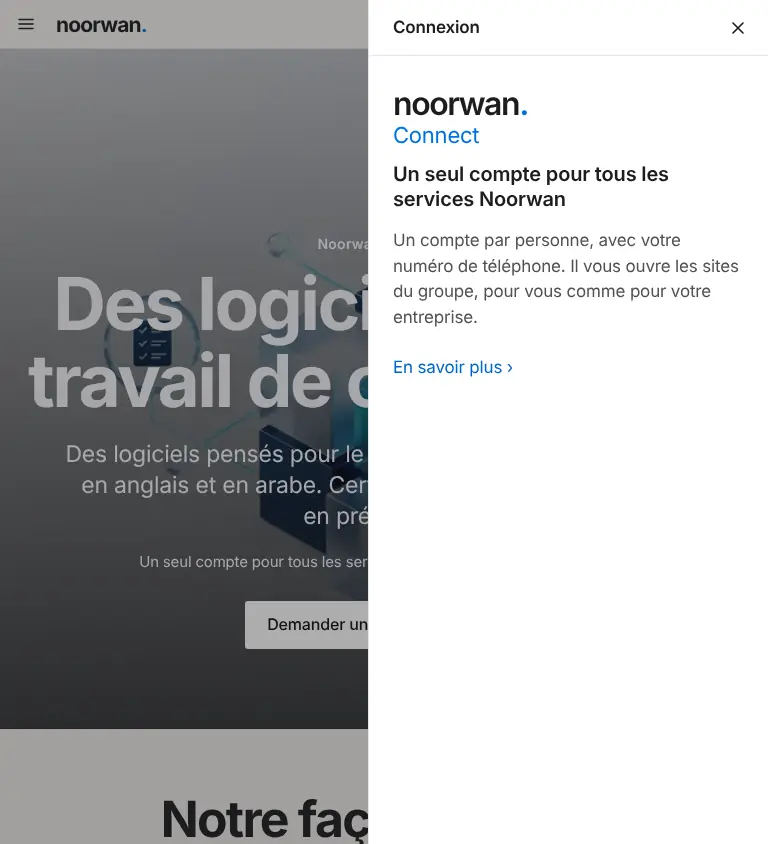 noorwan.
Connexion
noorwan.
Connect
Un seul compte pour tous les
services Noorwan
Un compte par personne, avec votre
numéro de téléphone. Il vous ouvre les sites
du groupe, pour vous comme pour votre
entreprise.
En savoir plus ›
Noorwa
Des logici
travail de
Des logiciels pensés pour le
en anglais et en arabe. Cer
en pré
Un seul compte pour tous les ser
Demander un
Notre faç